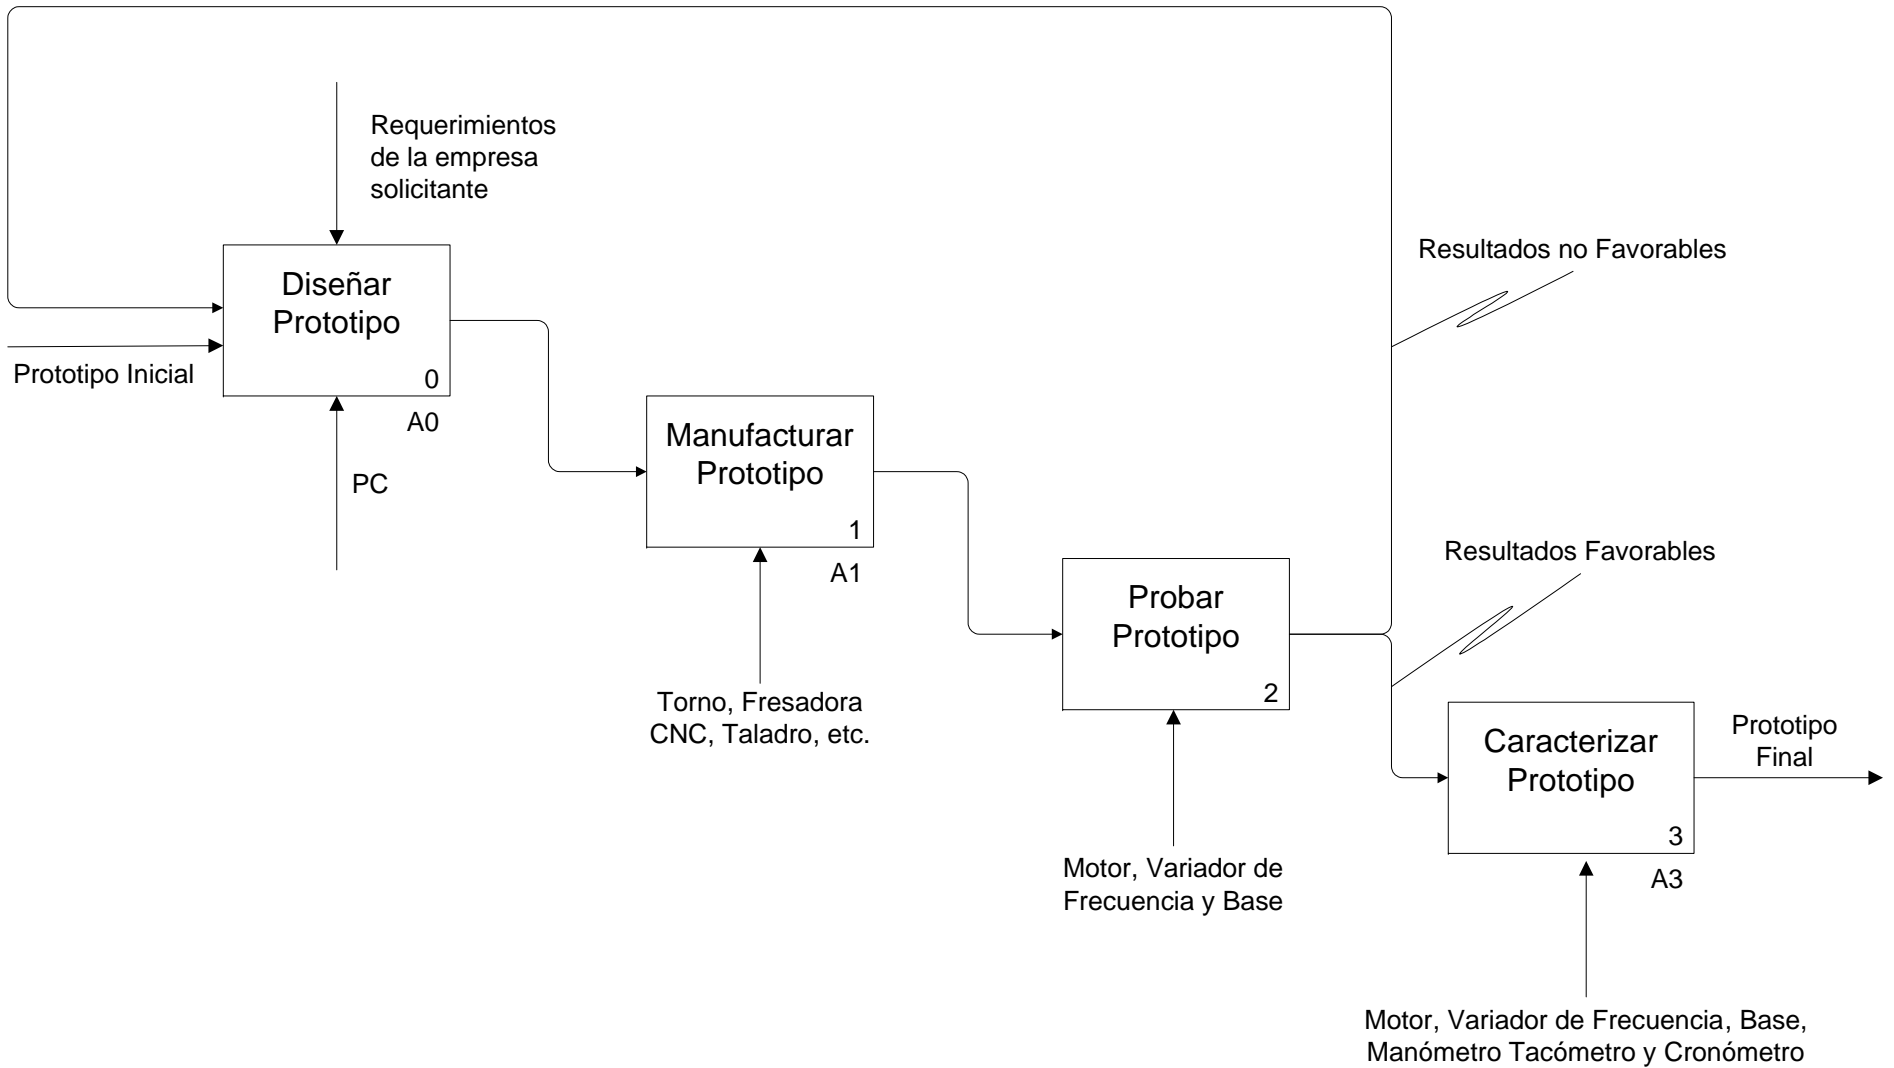 Requerimientos
de la empresa
solicitante
Resultados no Favorables
Diseñar
Prototipo
0
A0
Prototipo Inicial
PC
Manufacturar
Prototipo
1
A1
Torno, Fresadora
CNC, Taladro, etc.
Resultados Favorables
Probar
Prototipo
2
Motor, Variador de
Frecuencia y Base
Caracterizar
Prototipo
3
A3
Prototipo
Final
Motor, Variador de Frecuencia, Base,
Manómetro Tacómetro y Cronómetro